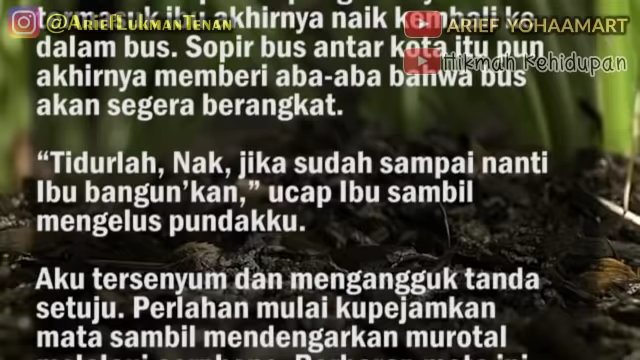 @AriefLukmanTenan
ARIEF YOHAAMART
Hikmah Kehidupan
termasuk ibu akhirnya naik kembali ke
dalam bus. Sopir bus antar kota itu pun
akhirnya memberi aba-aba bahwa bus
akan segera berangkat.
“Tidurlah, Nak, jika sudah sampai nanti
Ibu bangun’kan,” ucap Ibu sambil
mengelus pundakku.
Aku tersenyum dan mengangguk tanda
setuju. Perlahan mulai kupejamkan
mata sambil mendengarkan murotal